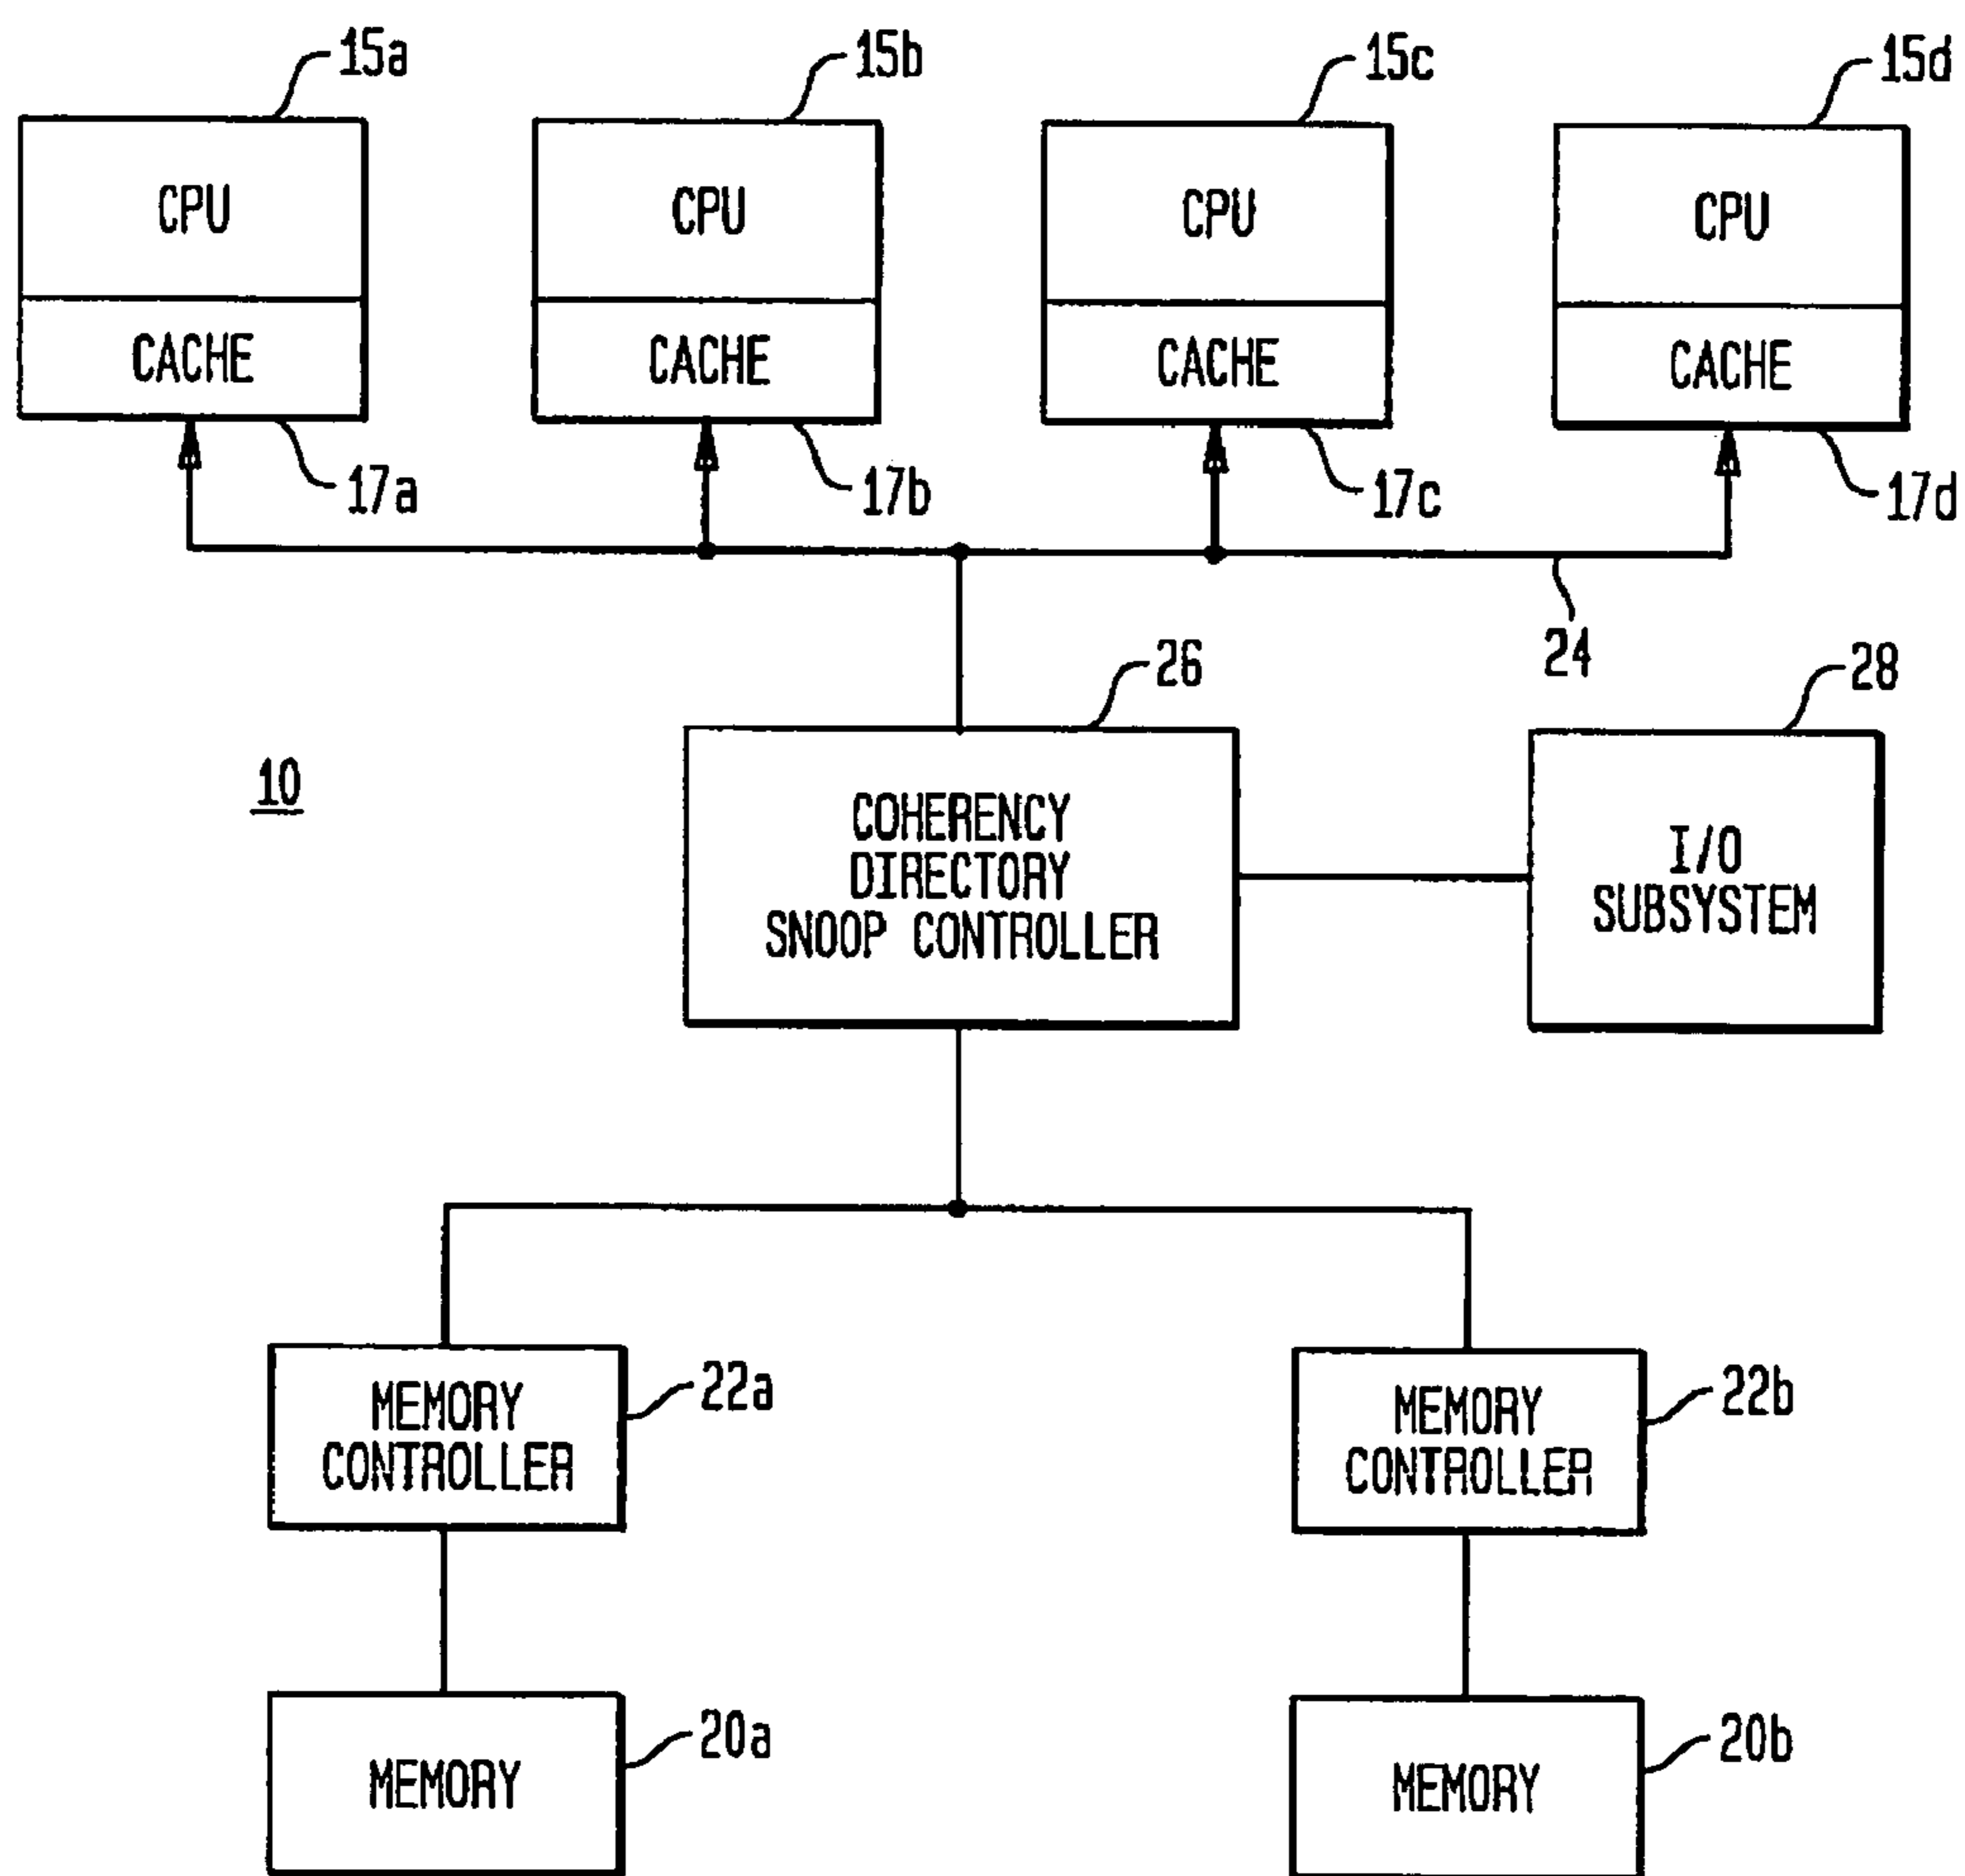 15a
15b
15c
15d
CPU
CPU
CPU
CPU
CACHE
CACHE
CACHE
CACHE
17a
17b
17c
17d
24
26
28
10
COHERENCY
DIRECTORY
SNOOP CONTROLLER
I/O
SUBSYSTEM
MEMORY
CONTROLLER
22a
MEMORY
CONTROLLER
22b
MEMORY
20a
MEMORY
20b